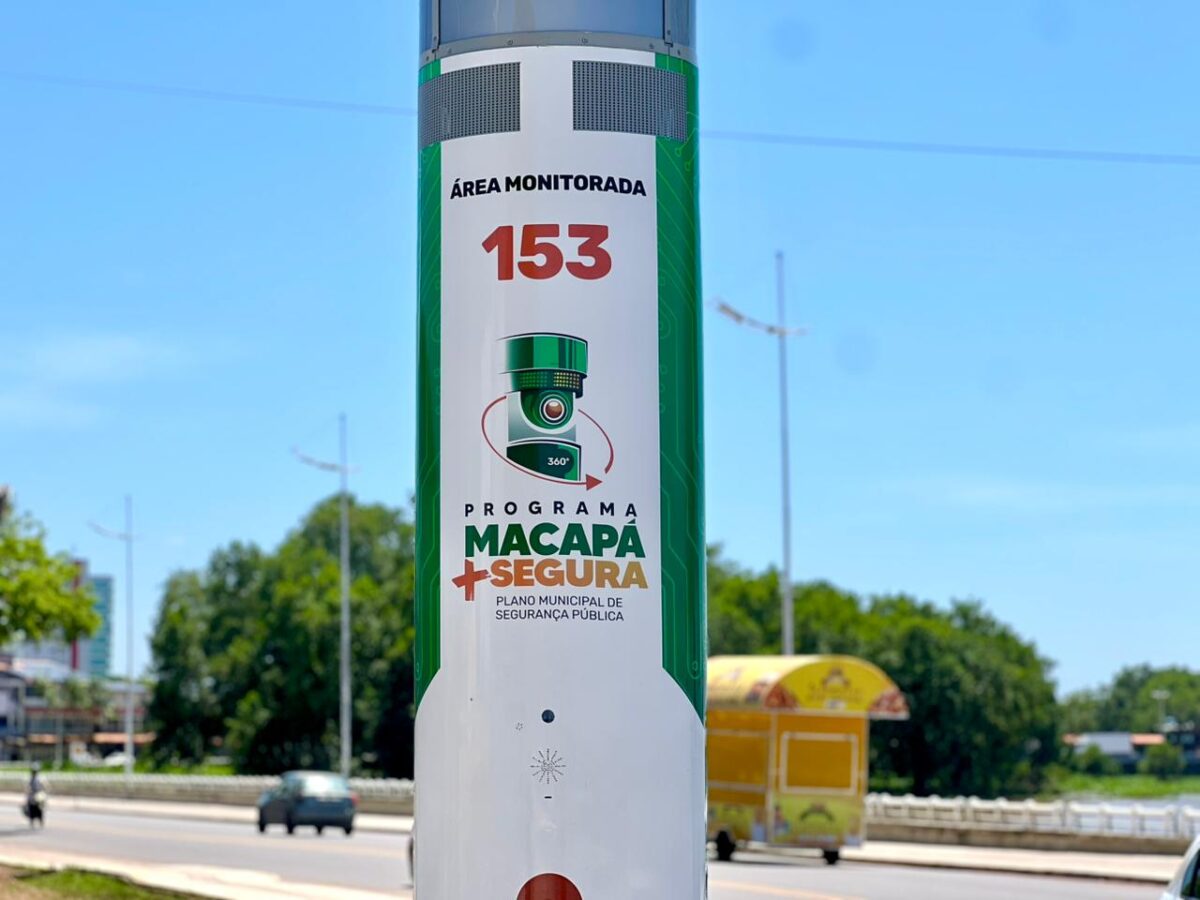 ÁREA MONITORADA
153
360°
PROGRAMA
MACAPÁ
+SEGURA
PLANO MUNICIPAL DE
SEGURANÇA PÚBLICA